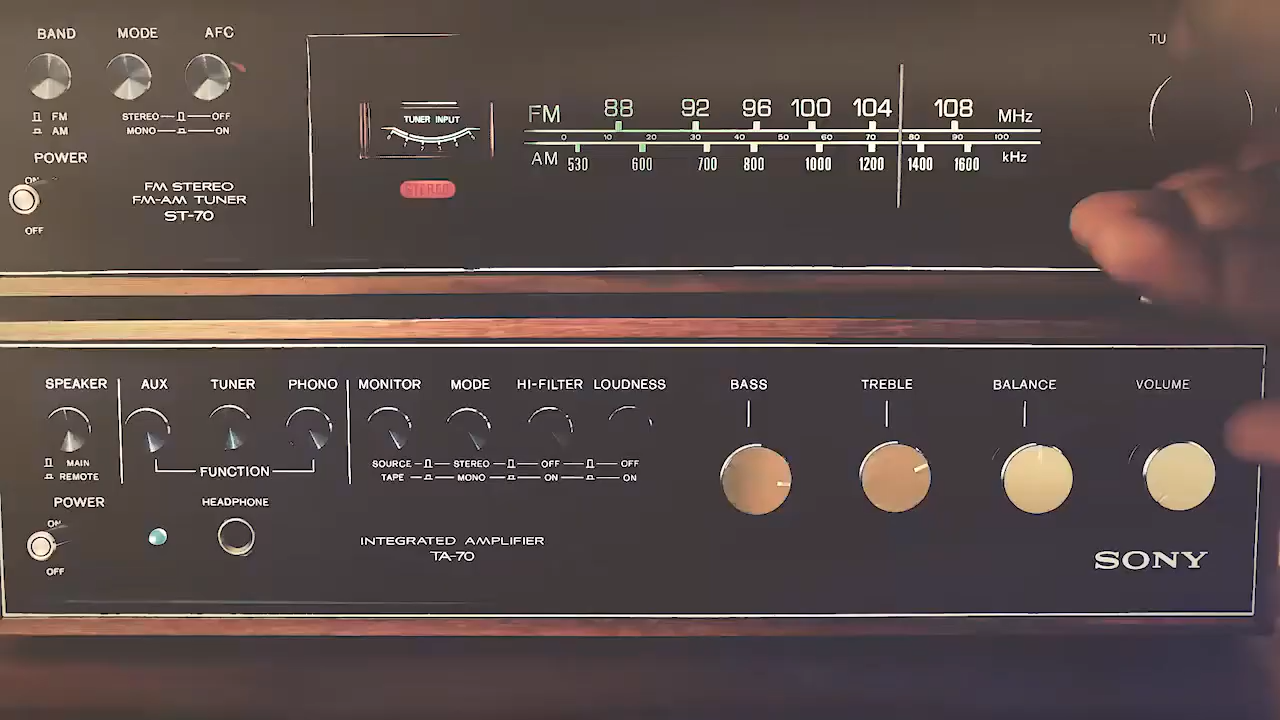 BAND MODE AFC
TU
FM
AM
STEREO OFF
MONO ON
POWER
ON
OFF
FM STEREO
FM-AM TUNER
ST-70
TUNER INPUT
STEREO
FM 88 92 96 100 104 108 MHz
0 10 20 30 40 50 60 70 80 90 100
AM 530 600 700 800 1000 1200 1400 1600 kHz
SPEAKER AUX TUNER PHONO MONITOR MODE HI-FILTER LOUDNESS BASS TREBLE BALANCE VOLUME
MAIN
REMOTE
FUNCTION
SOURCE STEREO OFF OFF
TAPE MONO ON ON
POWER
ON
OFF
HEADPHONE
INTEGRATED AMPLIFIER
TA-70
SONY